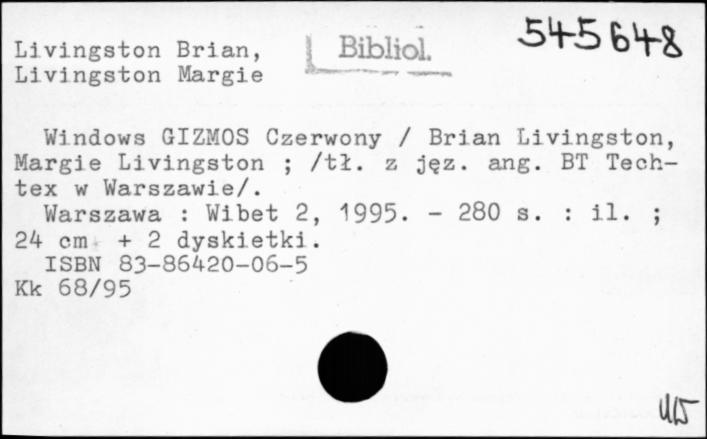 545648
Bibliol.
Livingston Brian,
Livingston Margie
Windows GIZMOS Czerwony / Brian Livingston,
Margie Livingston ; /tł. z jęz. ang. BT Tech-
tex w Warszawie/.
Warszawa : Wibet 2, 1995. - 280 s. : il. ;
24 cm + 2 dyskietki.
ISBN 83-86420-06-5
Kk 68/95